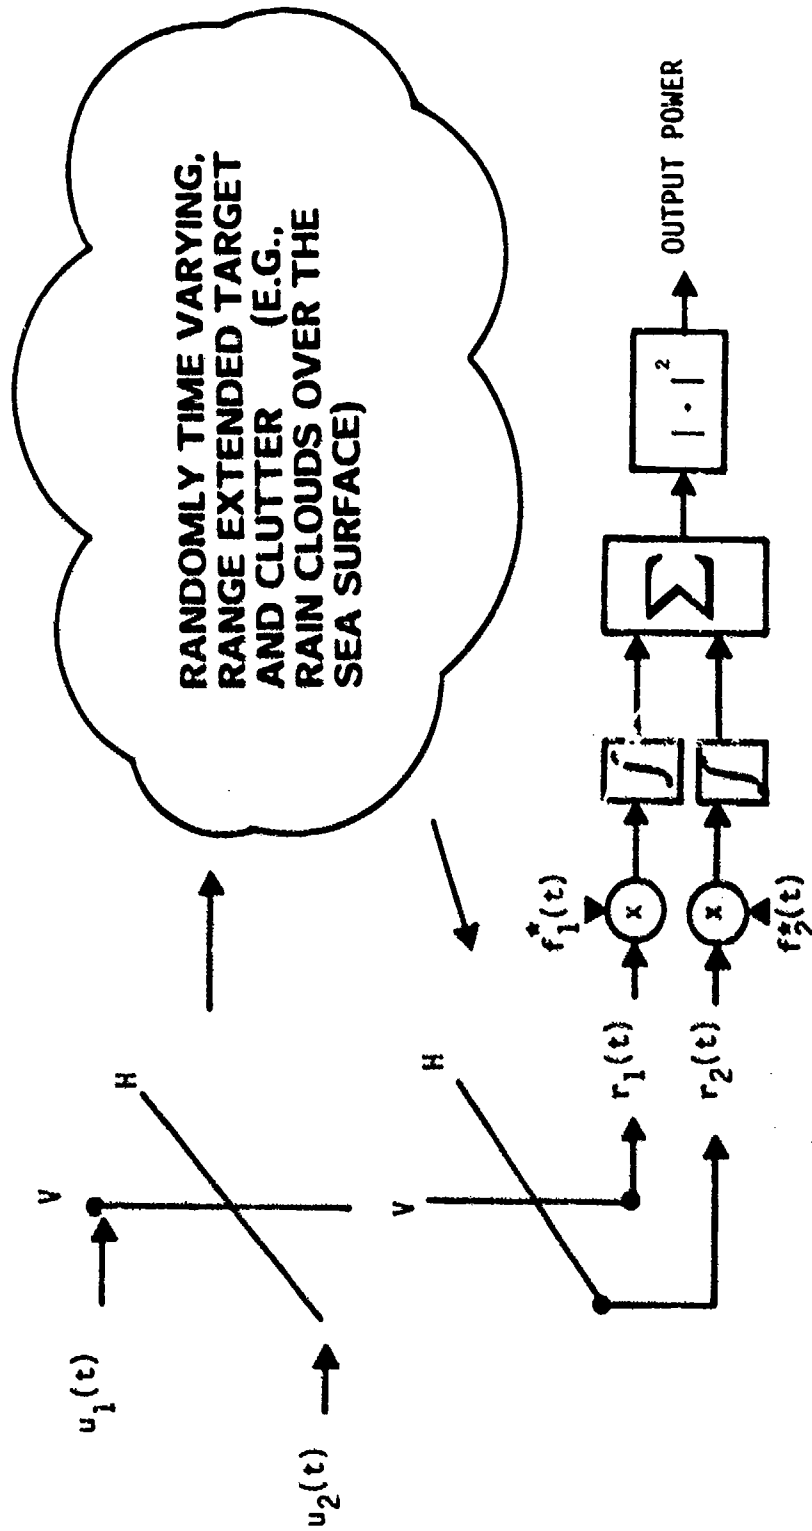 u1(t)
V
H
u2(t)
RANDOMLY TIME VARYING,
RANGE EXTENDED TARGET
AND CLUTTER (E.G.,
RAIN CLOUDS OVER THE
SEA SURFACE)
V
H
r1(t)
f1*(t)
x
∫
r2(t)
x
f2*(t)
∫
Σ
| • |²
OUTPUT POWER